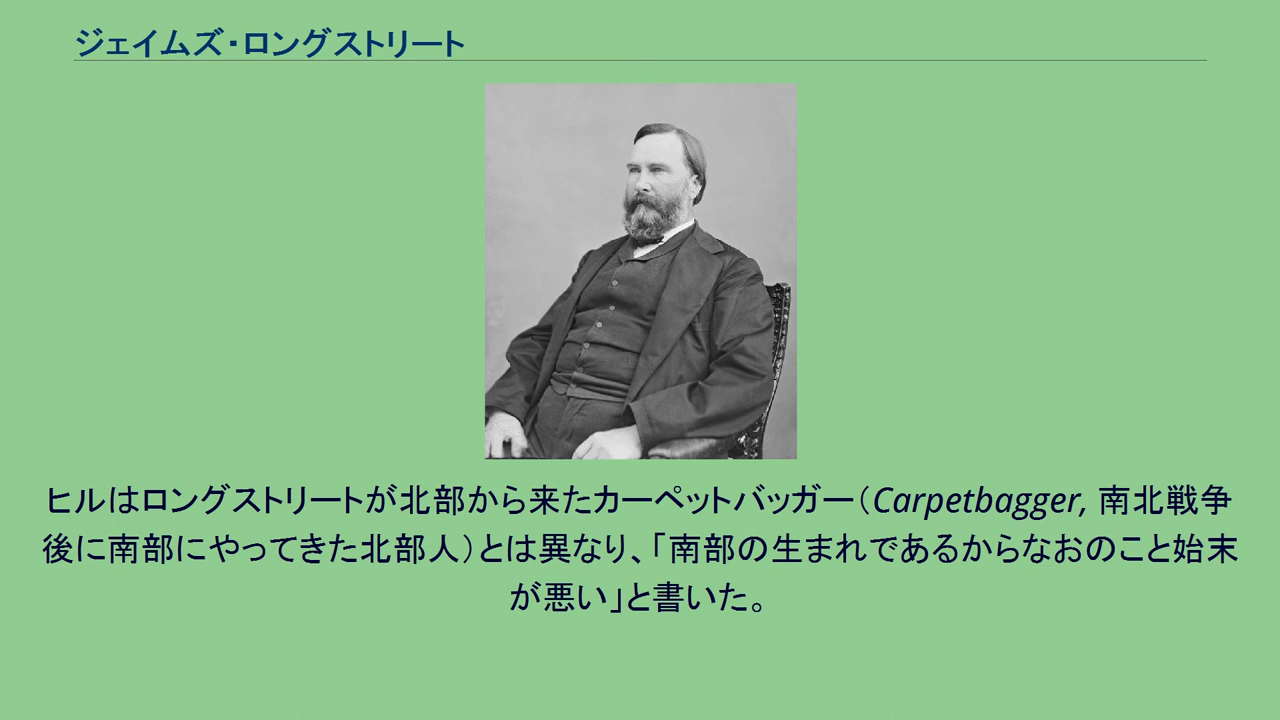 ジェイムズ・ロングストリート
ヒルはロングストリートが北部から来たカーペットバッガー（Carpetbagger, 南北戦争
後に南部にやってきた北部人）とは異なり、「南部の生まれであるからなおのこと始末
が悪い」と書いた。